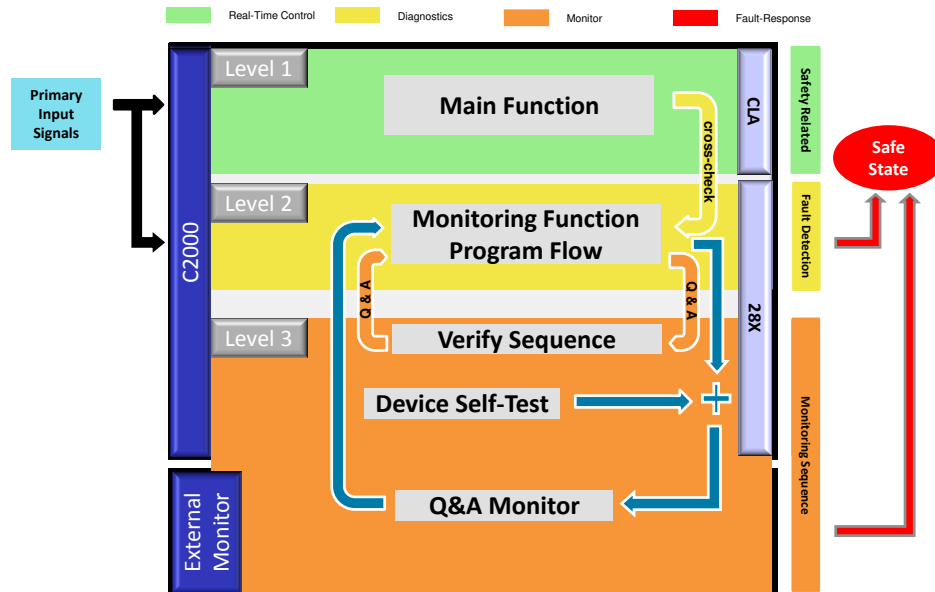 Real-Time Control
Diagnostics
Monitor
Fault-Response
Primary
Input
Signals
C2000
Level 1
Main Function
CLA
Safety Related
cross-check
Safe
State
Level 2
Monitoring Function
Program Flow
Fault Detection
28X
Q & A
Q & A
Level 3
Verify Sequence
Device Self-Test
Monitoring Sequence
External
Monitor
Q&A Monitor